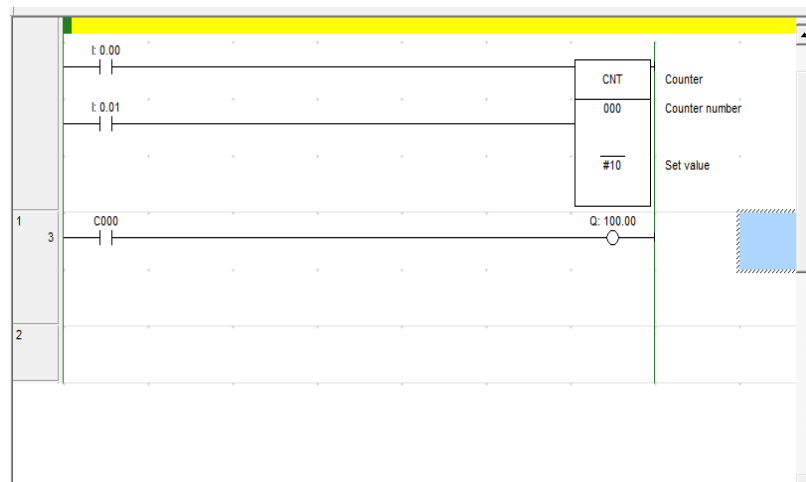 I: 0.00
CNT Counter
I: 0.01
000 Counter number
#10 Set value
1
3
C000 Q: 100.00
2